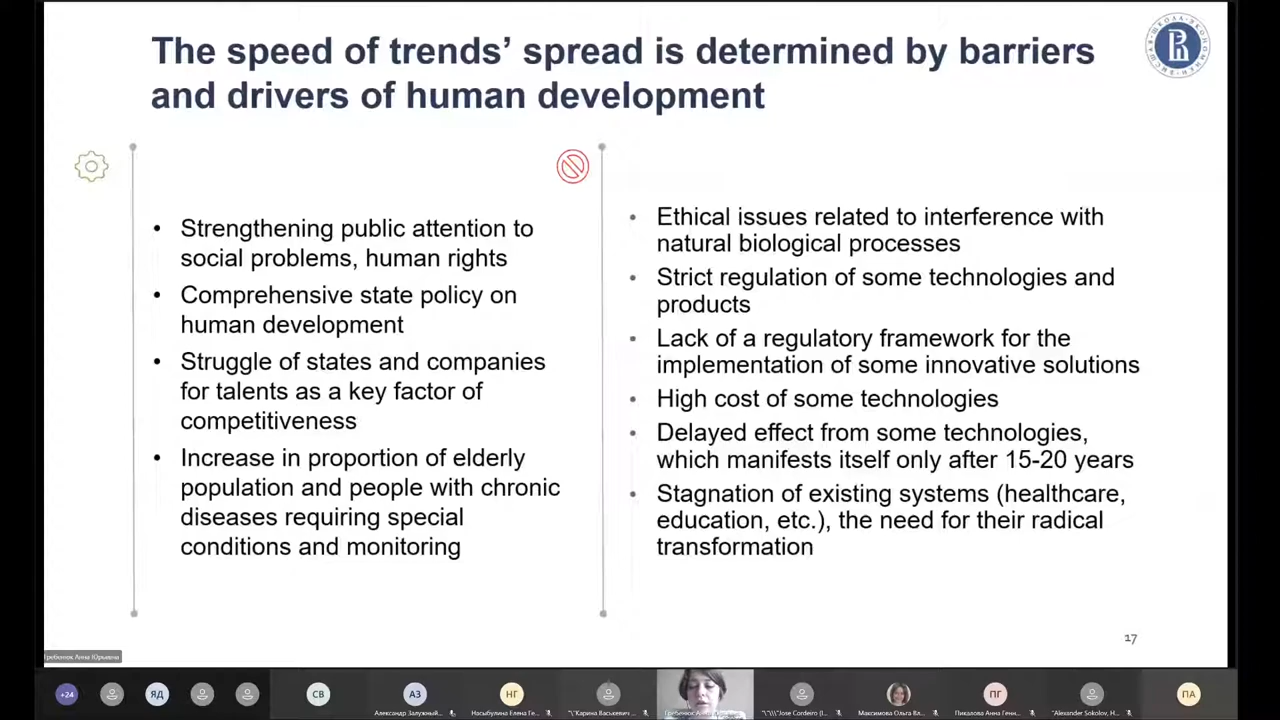 The speed of trends’ spread is determined by barriers
and drivers of human development
• Strengthening public attention to
social problems, human rights
• Comprehensive state policy on
human development
• Struggle of states and companies
for talents as a key factor of
competitiveness
• Increase in proportion of elderly
population and people with chronic
diseases requiring special
conditions and monitoring
• Ethical issues related to interference with
natural biological processes
• Strict regulation of some technologies and
products
• Lack of a regulatory framework for the
implementation of some innovative solutions
• High cost of some technologies
• Delayed effect from some technologies,
which manifests itself only after 15-20 years
• Stagnation of existing systems (healthcare,
education, etc.), the need for their radical
transformation
17
Гребенюк Анна Юрьевна
+24
ЯД
СВ
АЗ
Александр Залужный...
НГ
Насыбулина Елена Ге...
\"Карина Васькевич ...
Гребенюк Анна
\"\\\"Jose Cordeiro (I...
Максимова Ольга Вл...
ПГ
Пикалова Анна Генн...
"Alexander Sokolov, H...
ПА